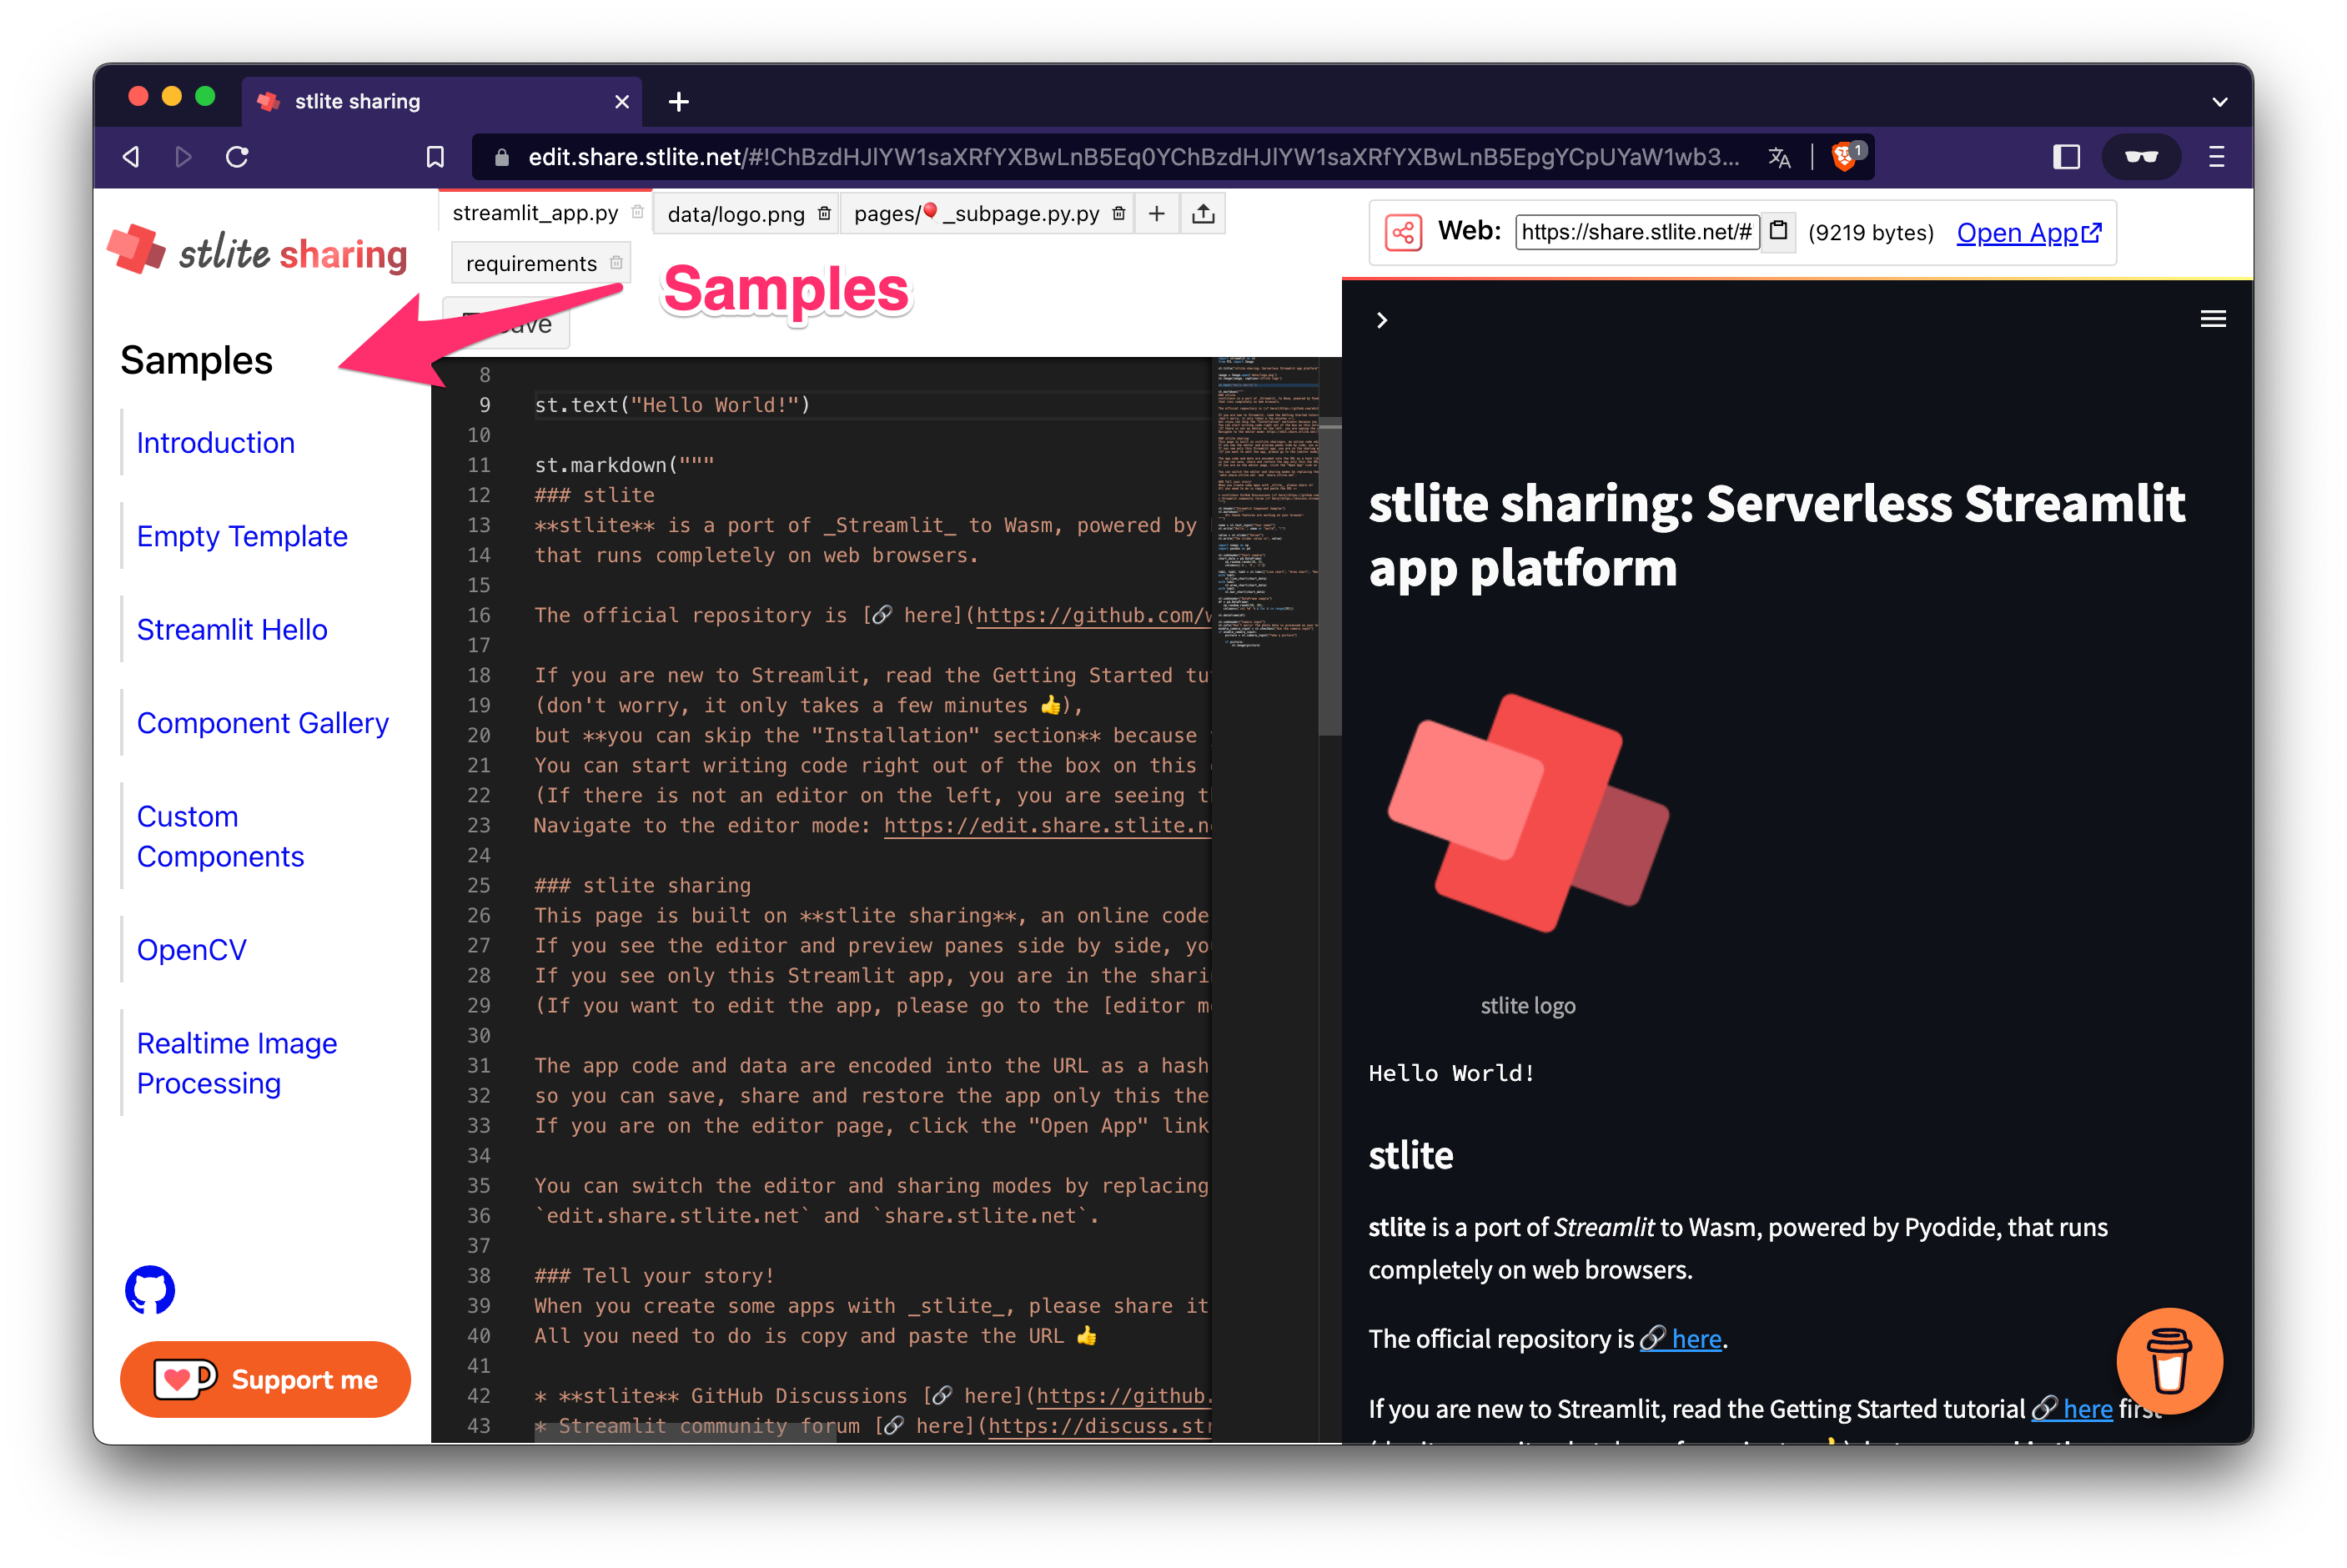 stlite sharing
edit.share.stlite.net/#!ChBzdHJlYW1saXRfYXBwLnB5Eq0YChBzdHJlYW1saXRfYXBwLnB5EpgYCpUYaW1wb3...
1
stlite sharing
Samples
Introduction
Empty Template
Streamlit Hello
Component Gallery
Custom
Components
OpenCV
Realtime Image
Processing
Support me
streamlit_app.py
data/logo.png
pages/🎈_subpage.py.py
requirements
Samples
8
9 st.text("Hello World!")
10
11 st.markdown("""
12 ### stlite
13 **stlite** is a port of _Streamlit_ to Wasm, powered by
14 that runs completely on web browsers.
15
16 The official repository is [🔗 here](https://github.com/w
17
18 If you are new to Streamlit, read the Getting Started tu
19 (don't worry, it only takes a few minutes 👍),
20 but **you can skip the "Installation" section** because
21 You can start writing code right out of the box on this
22 (If there is not an editor on the left, you are seeing t
23 Navigate to the editor mode: https://edit.share.stlite.n
24
25 ### stlite sharing
26 This page is built on **stlite sharing**, an online code
27 If you see the editor and preview panes side by side, yo
28 If you see only this Streamlit app, you are in the shari
29 (If you want to edit the app, please go to the [editor m
30
31 The app code and data are encoded into the URL as a hash
32 so you can save, share and restore the app only this the
33 If you are on the editor page, click the "Open App" link
34
35 You can switch the editor and sharing modes by replacing
36 `edit.share.stlite.net` and `share.stlite.net`.
37
38 ### Tell your story!
39 When you create some apps with _stlite_, please share it
40 All you need to do is copy and paste the URL 👍
41
42 * **stlite** GitHub Discussions [🔗 here](https://github.
43 * Streamlit community forum [🔗 here](https://discuss.str
Web: https://share.stlite.net/# (9219 bytes) Open App
stlite sharing: Serverless Streamlit
app platform
stlite logo
Hello World!
stlite
stlite is a port of Streamlit to Wasm, powered by Pyodide, that runs
completely on web browsers.
The official repository is 🔗 here.
If you are new to Streamlit, read the Getting Started tutorial 🔗 here first